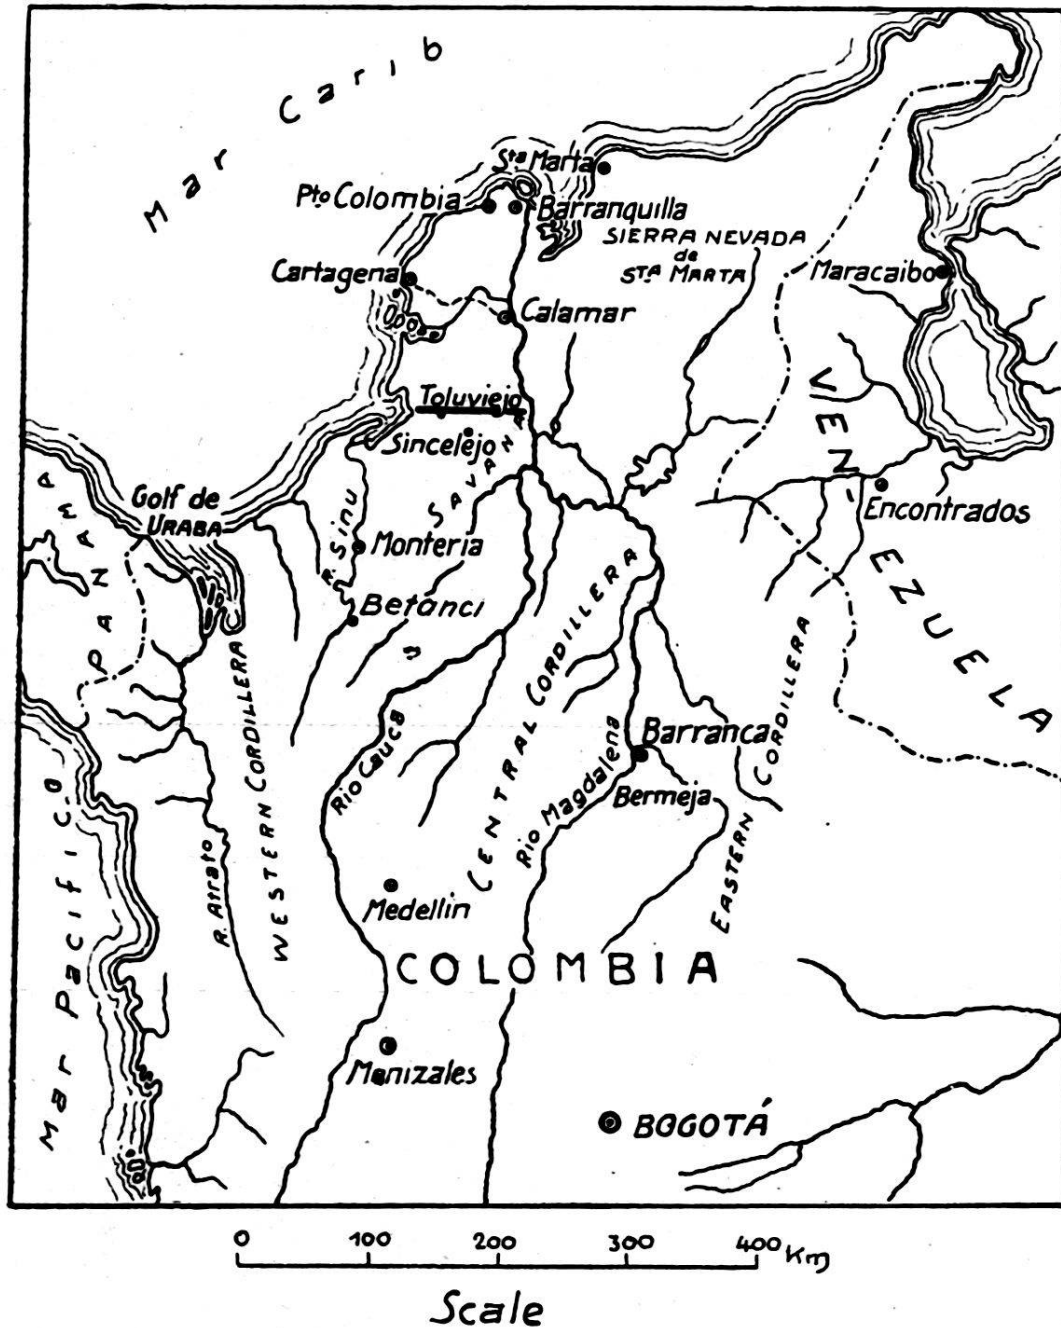 Mar Carib
Sta Marta
Pto Colombia
Barranquilla
SIERRA NEVADA
de
STA MARTA
Cartagena
Maracaibo
Calamar
Toluviejo
Sincelejo
SAVANA
VENEZUELA
PANAMA
Golf de
URABA
R. Sinu
Encontrados
Monteria
Betanci
WESTERN CORDILLERA
CENTRAL CORDILLERA
EASTERN CORDILLERA
Rio Cauca
Rio Magdalena
Barranca
Bermeja
Mar Pacifico
R. Atrato
Medellin
COLOMBIA
Manizales
BOGOTÁ
0 100 200 300 400 Km
Scale